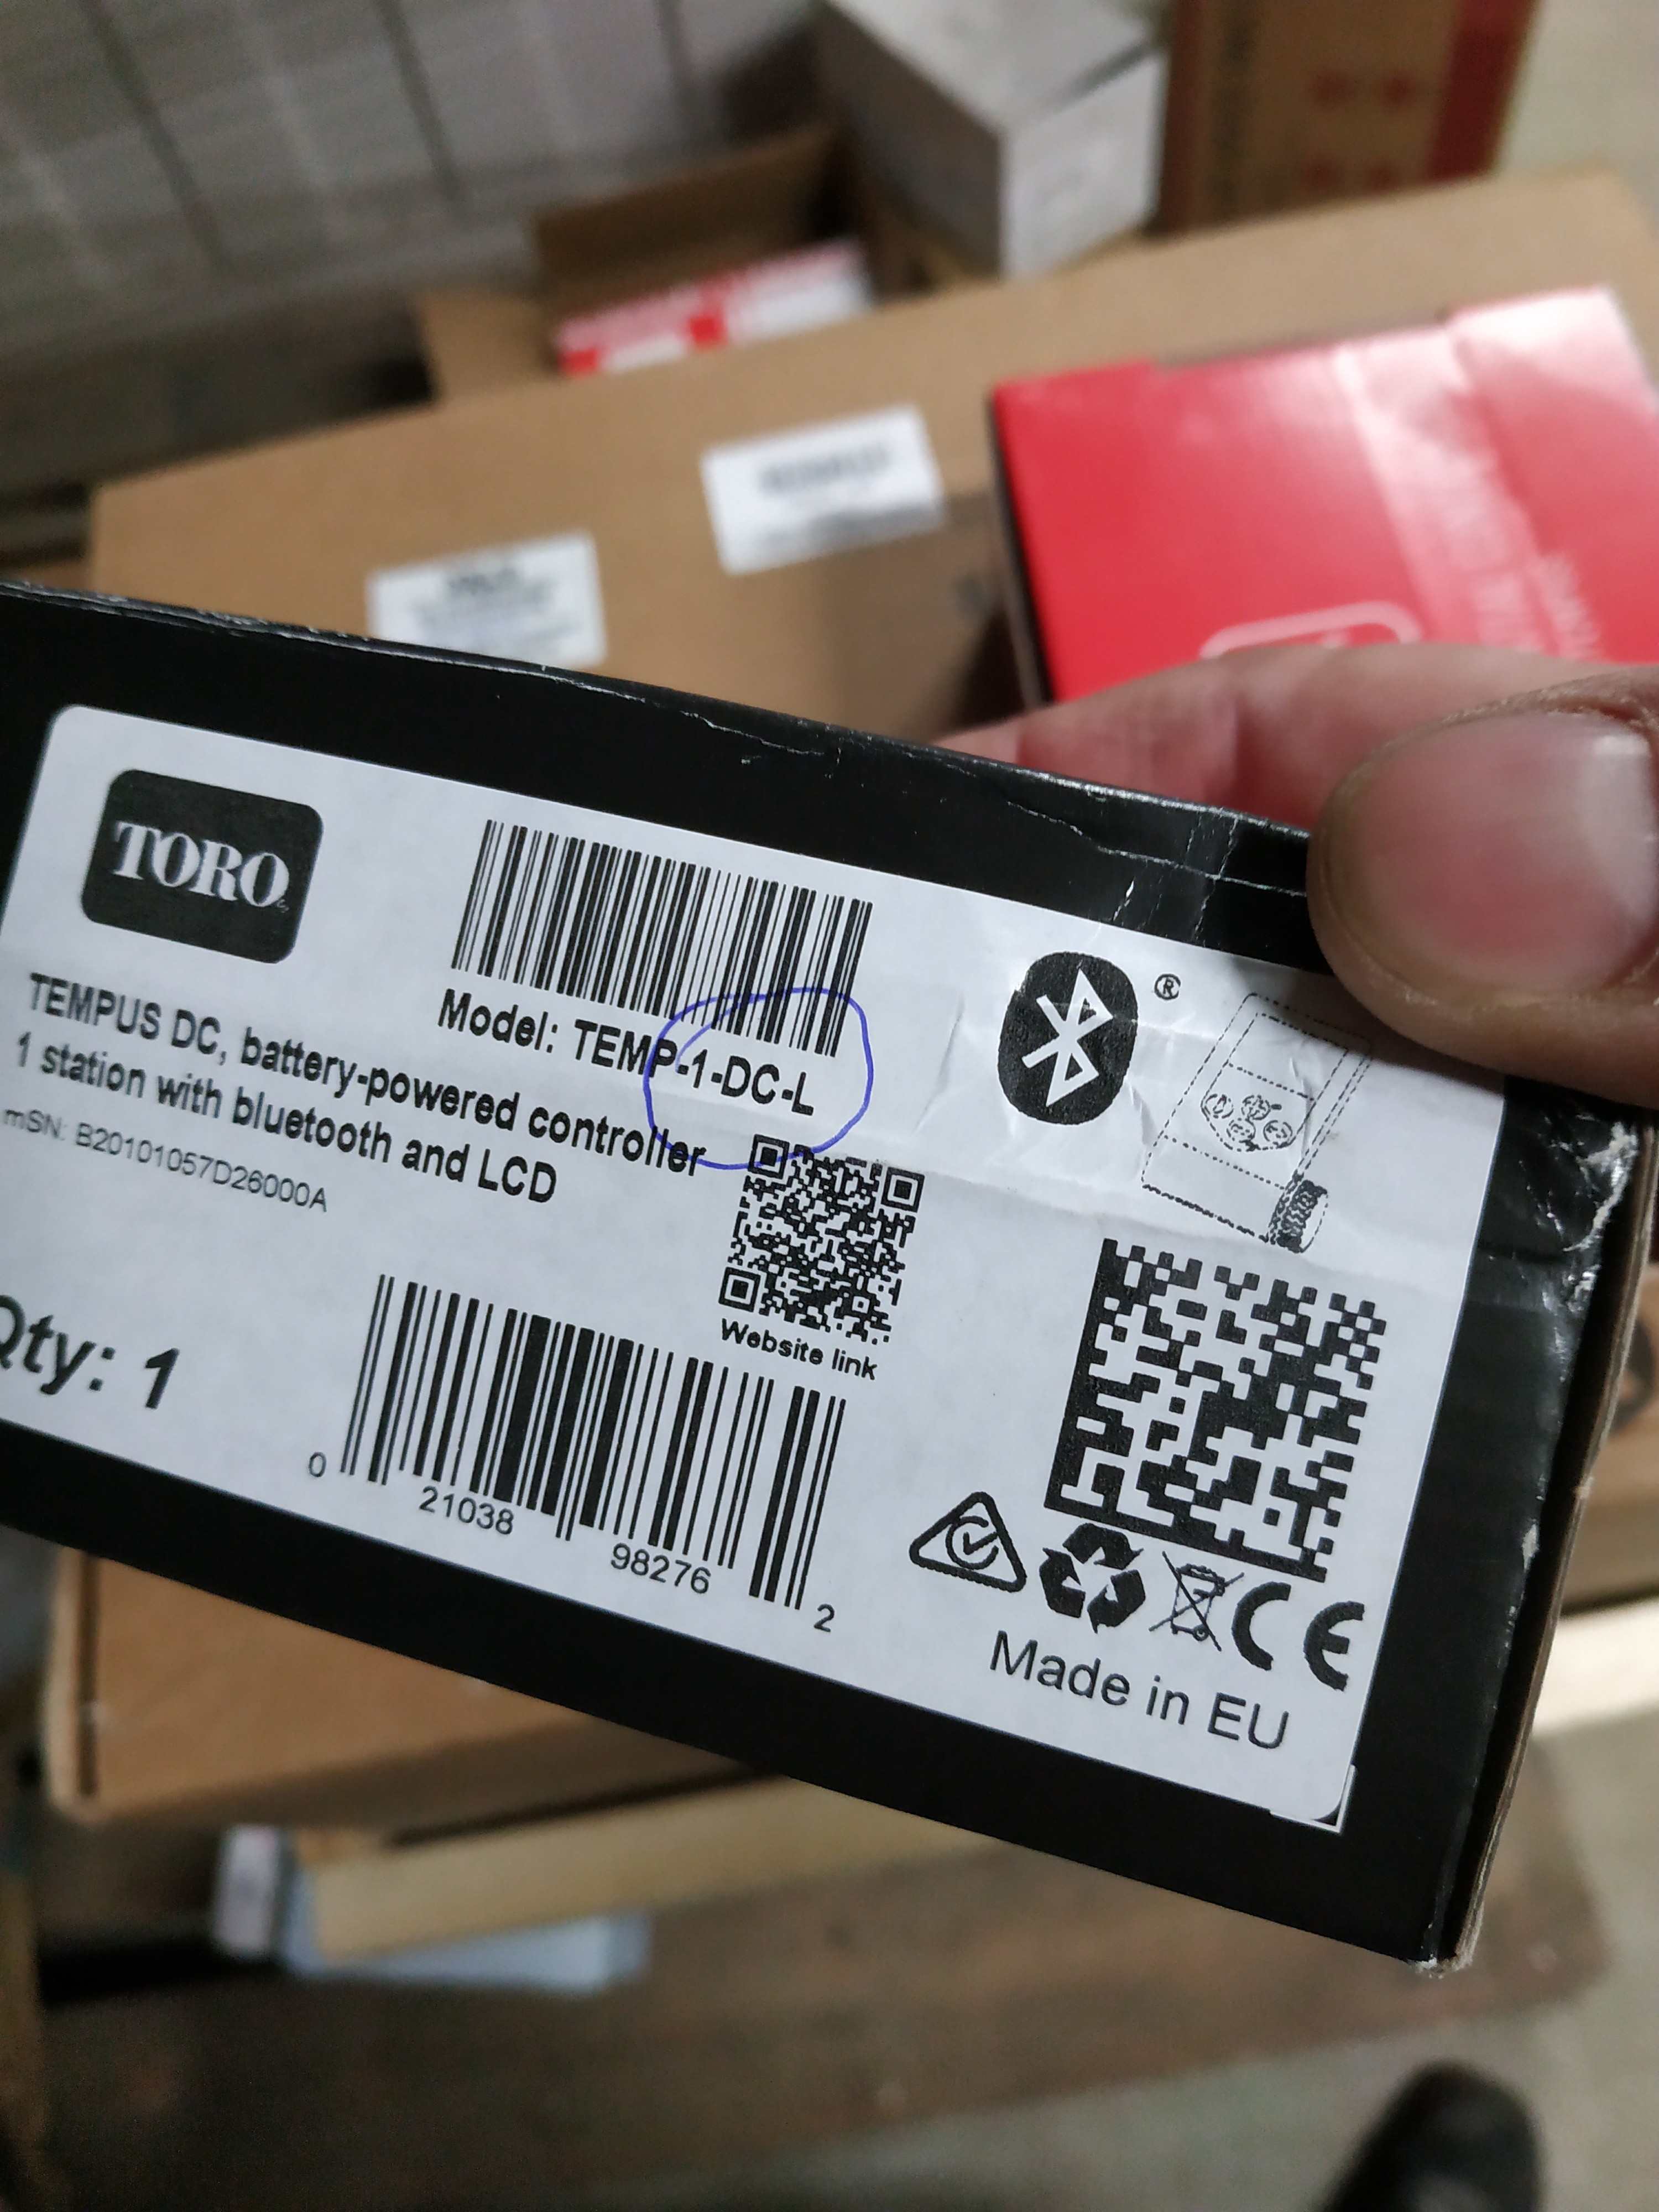 TORO
Model: TEMP-1-DC-L
®
TEMPUS DC, battery-powered controller
1 station with bluetooth and LCD
mSN: B20101057D26000A
Website link
Qty: 1
0 21038 98276 2
CE
Made in EU